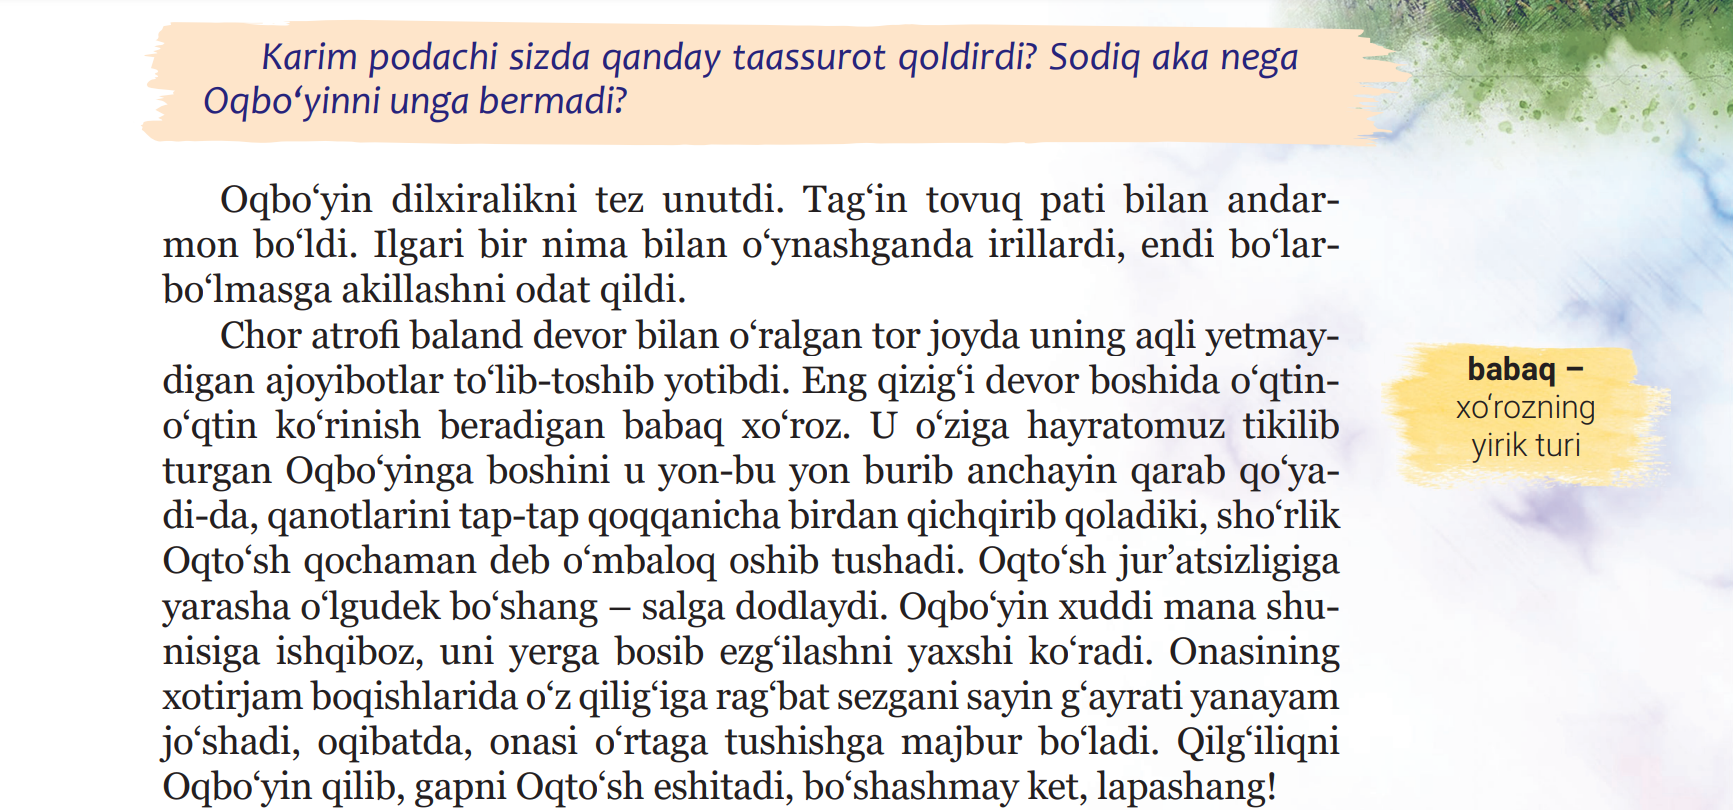 Karim podachi sizda qanday taassurot qoldirdi? Sodiq aka nega
Oqbo‘yinni unga bermadi?
Oqbo‘yin dilxiralikni tez unutdi. Tag‘in tovuq pati bilan andar-
mon bo‘ldi. Ilgari bir nima bilan o‘ynashganda irillardi, endi bo‘lar-
bo‘lmasga akillashni odat qildi.
Chor atrofi baland devor bilan o‘ralgan tor joyda uning aqli yetmay-
digan ajoyibotlar to‘lib-toshib yotibdi. Eng qizig‘i devor boshida o‘qtin-
o‘qtin ko‘rinish beradigan babaq xo‘roz. U o‘ziga hayratomuz tikilib
turgan Oqbo‘yinga boshini u yon-bu yon burib anchayin qarab qo‘ya-
di-da, qanotlarini tap-tap qoqqanicha birdan qichqirib qoladiki, sho‘rlik
Oqto‘sh qochaman deb o‘mbaloq oshib tushadi. Oqto‘sh jur’atsizligiga
yarasha o‘lgudek bo‘shang – salga dodlaydi. Oqbo‘yin xuddi mana shu-
nisiga ishqiboz, uni yerga bosib ezg‘ilashni yaxshi ko‘radi. Onasining
xotirjam boqishlarida o‘z qilig‘iga rag‘bat sezgani sayin g‘ayrati yanayam
jo‘shadi, oqibatda, onasi o‘rtaga tushishga majbur bo‘ladi. Qilg‘iliqni
Oqbo‘yin qilib, gapni Oqto‘sh eshitadi, bo‘shashmay ket, lapashang!
babaq –
xo‘rozning
yirik turi